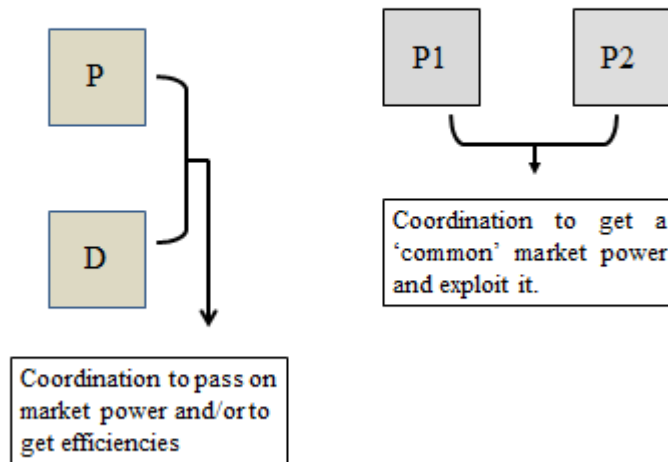 P
D
Coordination to pass on
market power and/or to
get efficiencies
P1
P2
Coordination to get a
‘common’ market power
and exploit it.